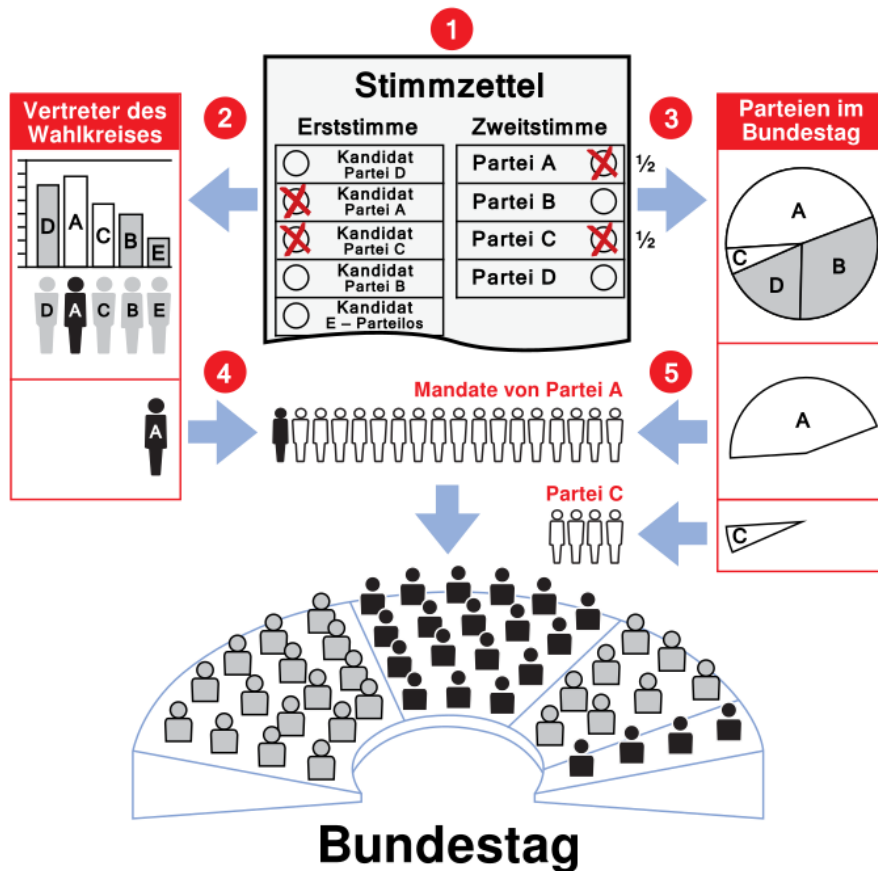 1
Stimmzettel
Erststimme
Kandidat
Partei D
Kandidat
Partei A
Kandidat
Partei C
Kandidat
Partei B
Kandidat
E – Parteilos
Zweitstimme
Partei A
½
Partei B
Partei C
½
Partei D
2
Vertreter des
Wahlkreises
D
A
C
B
E
D
A
C
B
E
3
Parteien im
Bundestag
A
B
D
C
4
A
Mandate von Partei A
5
A
Partei C
C
Bundestag